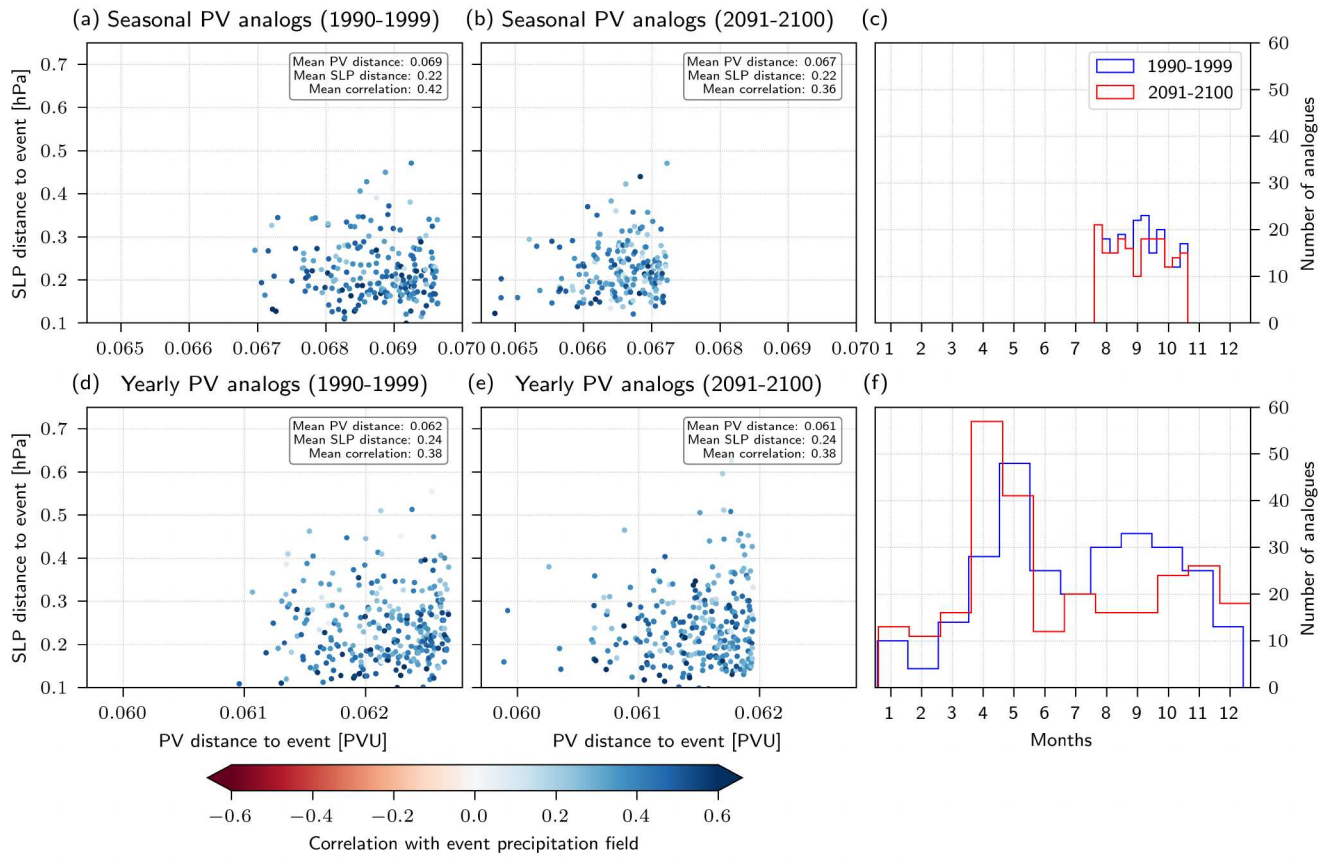 (a) Seasonal PV analogs (1990-1999)
(b) Seasonal PV analogs (2091-2100)
(c)
Mean PV distance: 0.069
Mean SLP distance: 0.22
Mean correlation: 0.42
Mean PV distance: 0.067
Mean SLP distance: 0.22
Mean correlation: 0.36
1990-1999
2091-2100
SLP distance to event [hPa]
0.7
0.6
0.5
0.4
0.3
0.2
0.1
0.065 0.066 0.067 0.068 0.069 0.070
0.065 0.066 0.067 0.068 0.069 0.070
1 2 3 4 5 6 7 8 9 10 11 12
60
50
40
30
20
10
0
Number of analogues
(d) Yearly PV analogs (1990-1999)
(e) Yearly PV analogs (2091-2100)
(f)
Mean PV distance: 0.062
Mean SLP distance: 0.24
Mean correlation: 0.38
Mean PV distance: 0.061
Mean SLP distance: 0.24
Mean correlation: 0.38
SLP distance to event [hPa]
0.7
0.6
0.5
0.4
0.3
0.2
0.1
0.060 0.061 0.062
0.060 0.061 0.062
1 2 3 4 5 6 7 8 9 10 11 12
60
50
40
30
20
10
0
Number of analogues
PV distance to event [PVU]
PV distance to event [PVU]
Months
−0.6 −0.4 −0.2 0.0 0.2 0.4 0.6
Correlation with event precipitation field